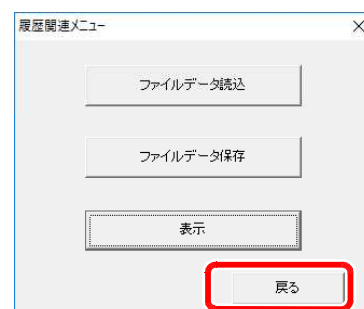 履歴関連メニュー
ファイルデータ読込
ファイルデータ保存
表示
戻る